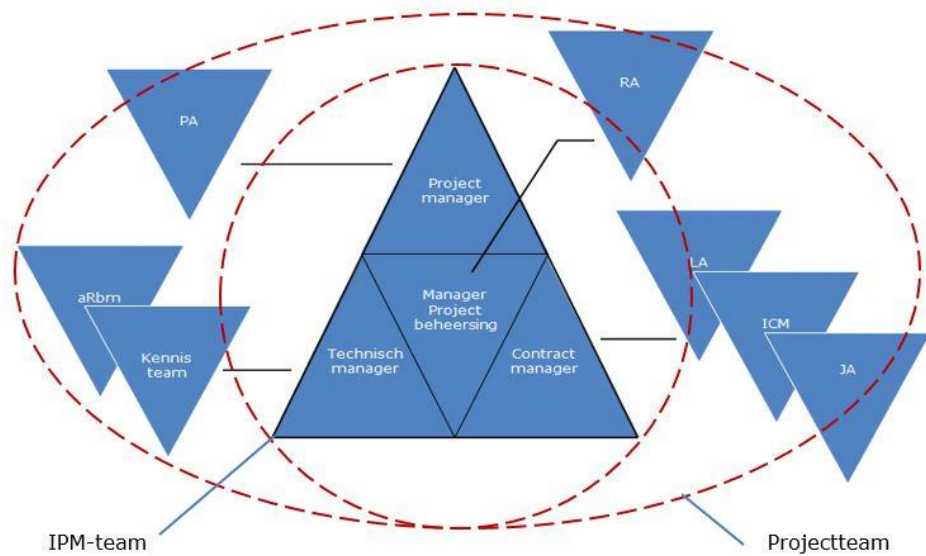 RA
PA
Project
manager
LA
aRbm
Manager
Project
beheersing
ICM
Kennis
team
Technisch
manager
Contract
manager
JA
IPM-team
Projectteam